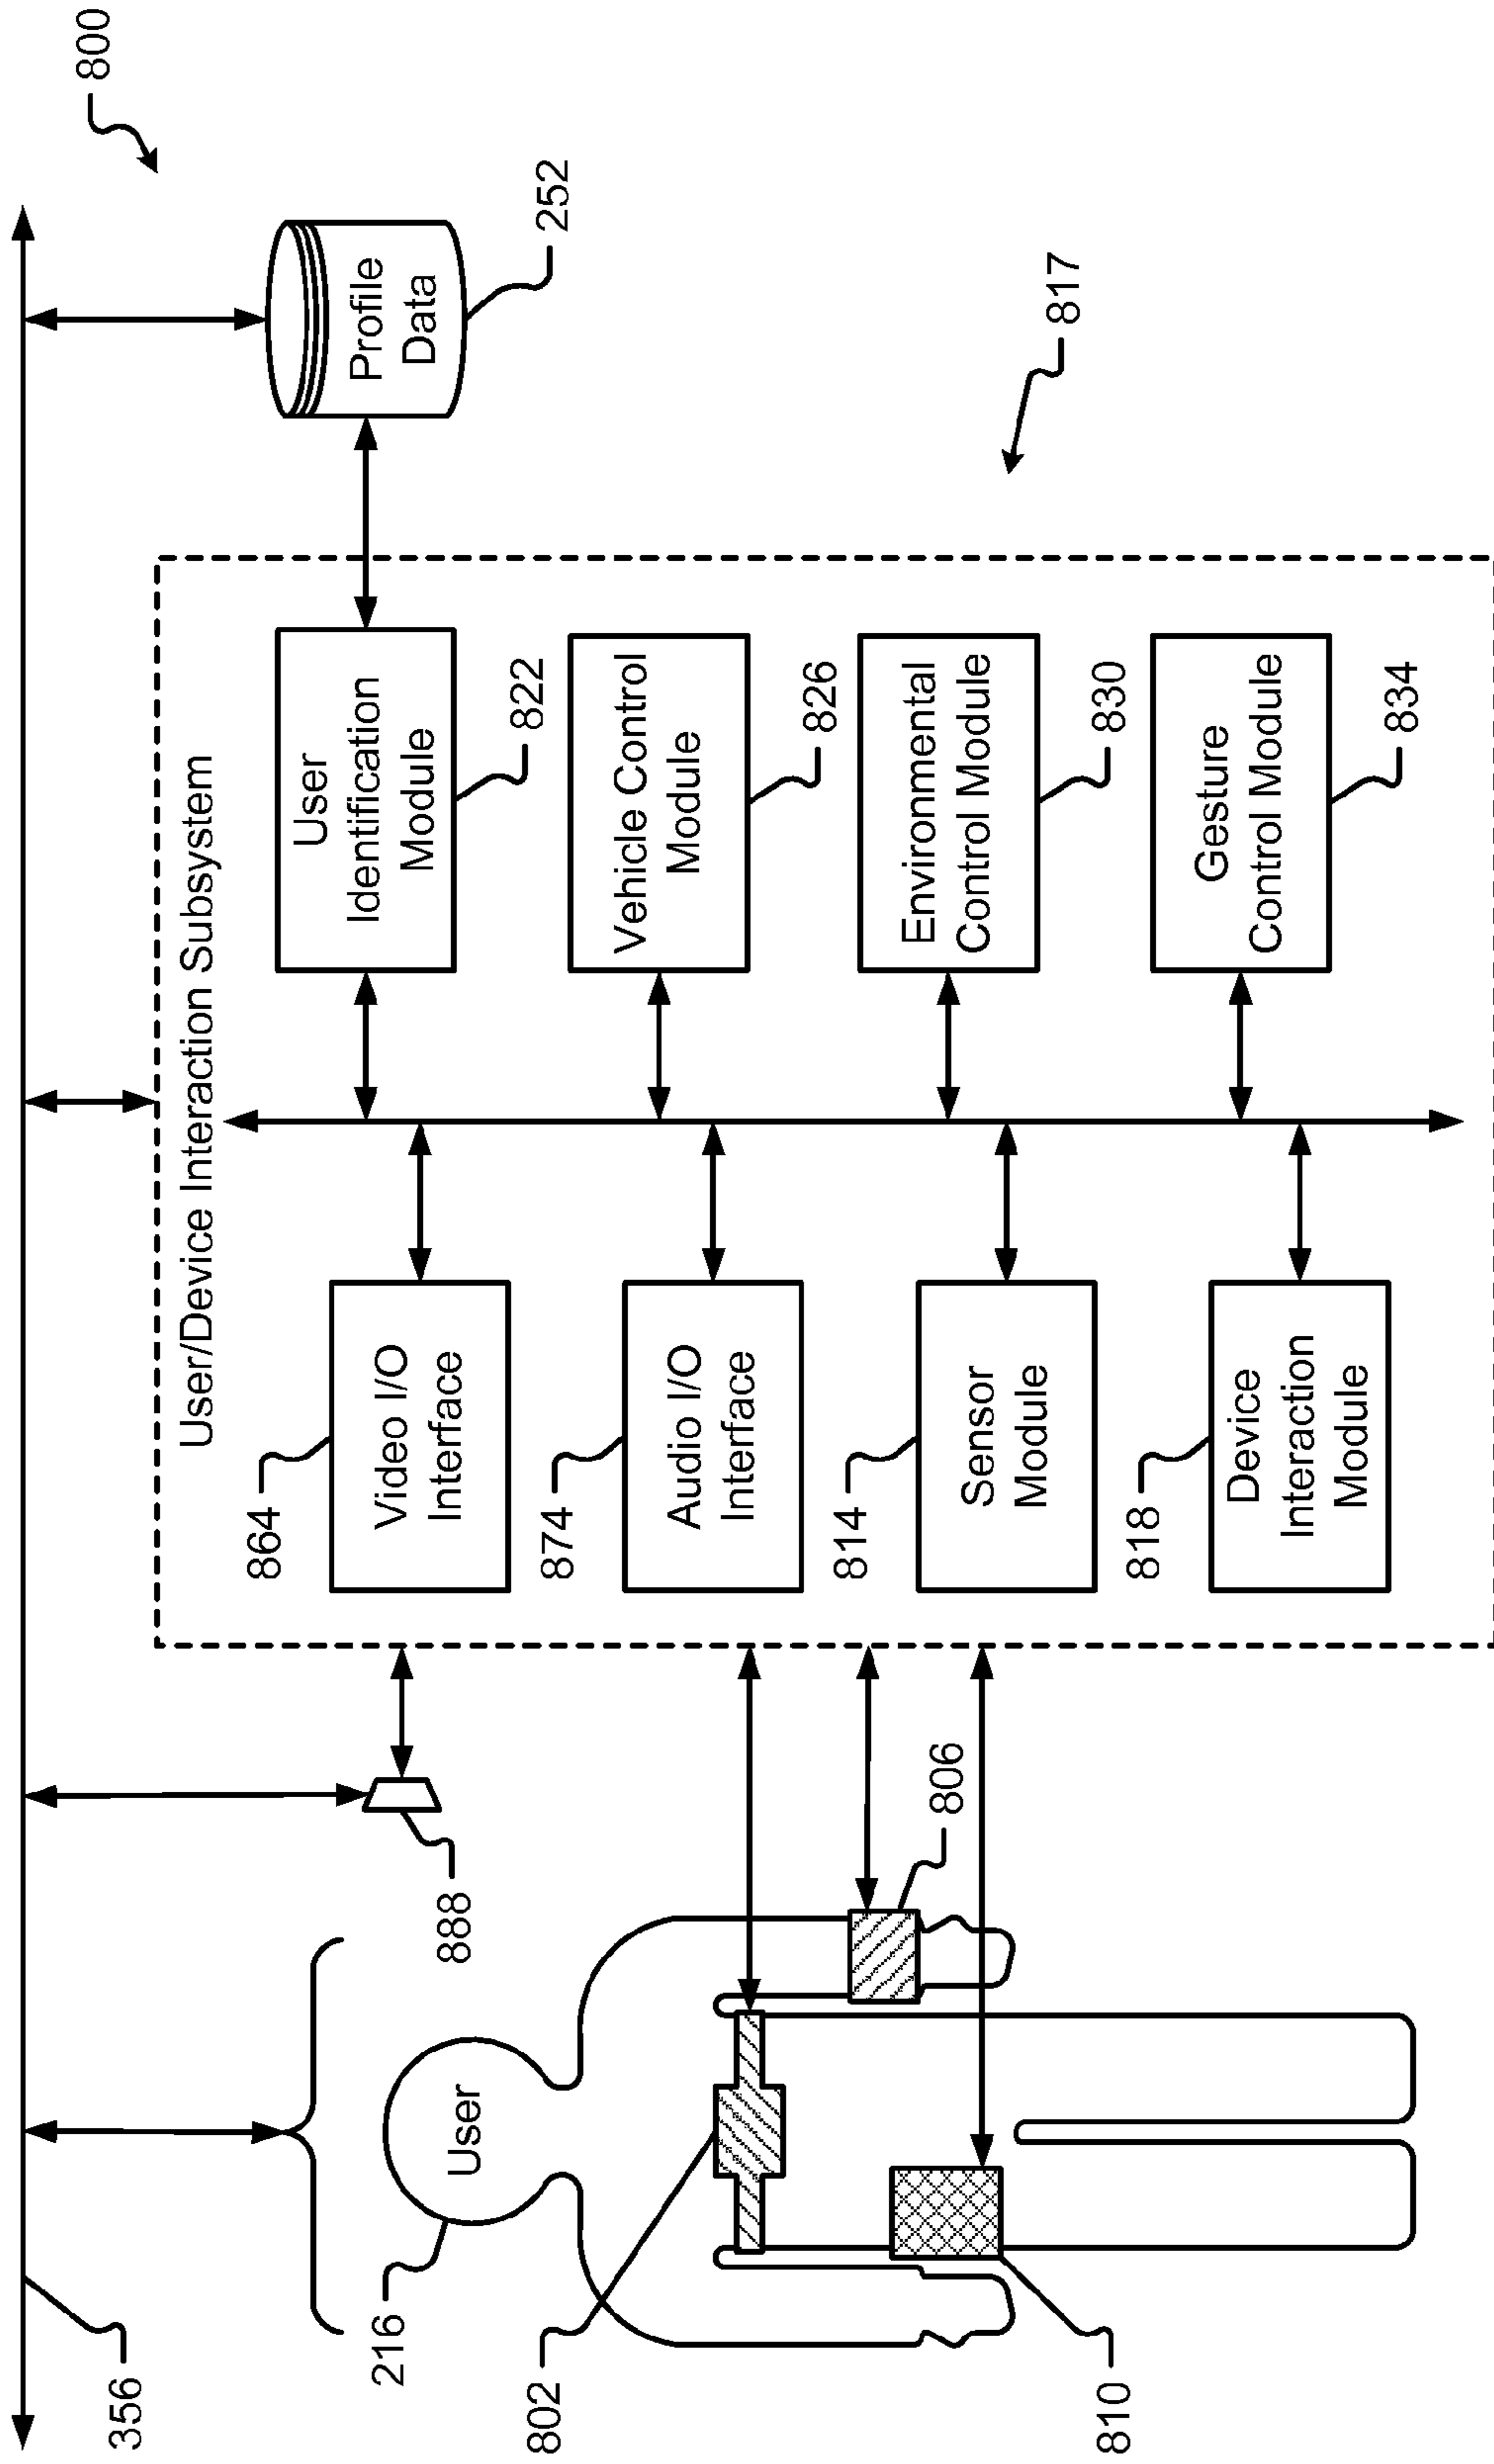 800
356
Profile
Data
252
817
User/Device Interaction Subsystem
864
Video I/O
Interface
874
Audio I/O
Interface
814
Sensor
Module
818
Device
Interaction
Module
User
Identification
Module
822
Vehicle Control
Module
826
Environmental
Control Module
830
Gesture
Control Module
834
888
User
216
802
806
810